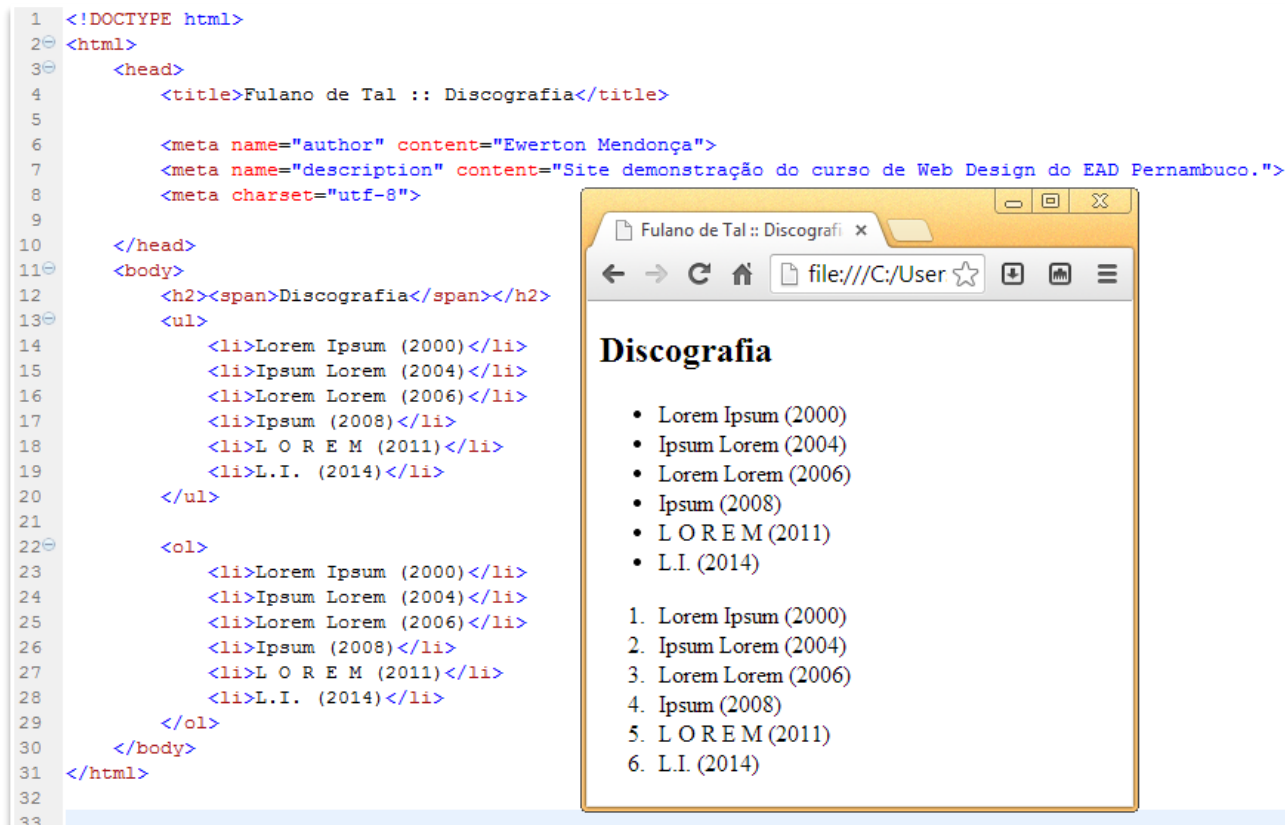 1 <!DOCTYPE html>
2 <html>
3 <head>
4 <title>Fulano de Tal :: Discografia</title>
5
6 <meta name="author" content="Ewerton Mendonça">
7 <meta name="description" content="Site demonstração do curso de Web Design do EAD Pernambuco.">
8 <meta charset="utf-8">
9
10 </head>
11 <body>
12 <h2><span>Discografia</span></h2>
13 <ul>
14 <li>Lorem Ipsum (2000)</li>
15 <li>Ipsum Lorem (2004)</li>
16 <li>Lorem Lorem (2006)</li>
17 <li>Ipsum (2008)</li>
18 <li>L O R E M (2011)</li>
19 <li>L.I. (2014)</li>
20 </ul>
21
22 <ol>
23 <li>Lorem Ipsum (2000)</li>
24 <li>Ipsum Lorem (2004)</li>
25 <li>Lorem Lorem (2006)</li>
26 <li>Ipsum (2008)</li>
27 <li>L O R E M (2011)</li>
28 <li>L.I. (2014)</li>
29 </ol>
30 </body>
31 </html>
32
33
Fulano de Tal :: Discografi
file:///C:/User
Discografia
• Lorem Ipsum (2000)
• Ipsum Lorem (2004)
• Lorem Lorem (2006)
• Ipsum (2008)
• L O R E M (2011)
• L.I. (2014)
1. Lorem Ipsum (2000)
2. Ipsum Lorem (2004)
3. Lorem Lorem (2006)
4. Ipsum (2008)
5. L O R E M (2011)
6. L.I. (2014)